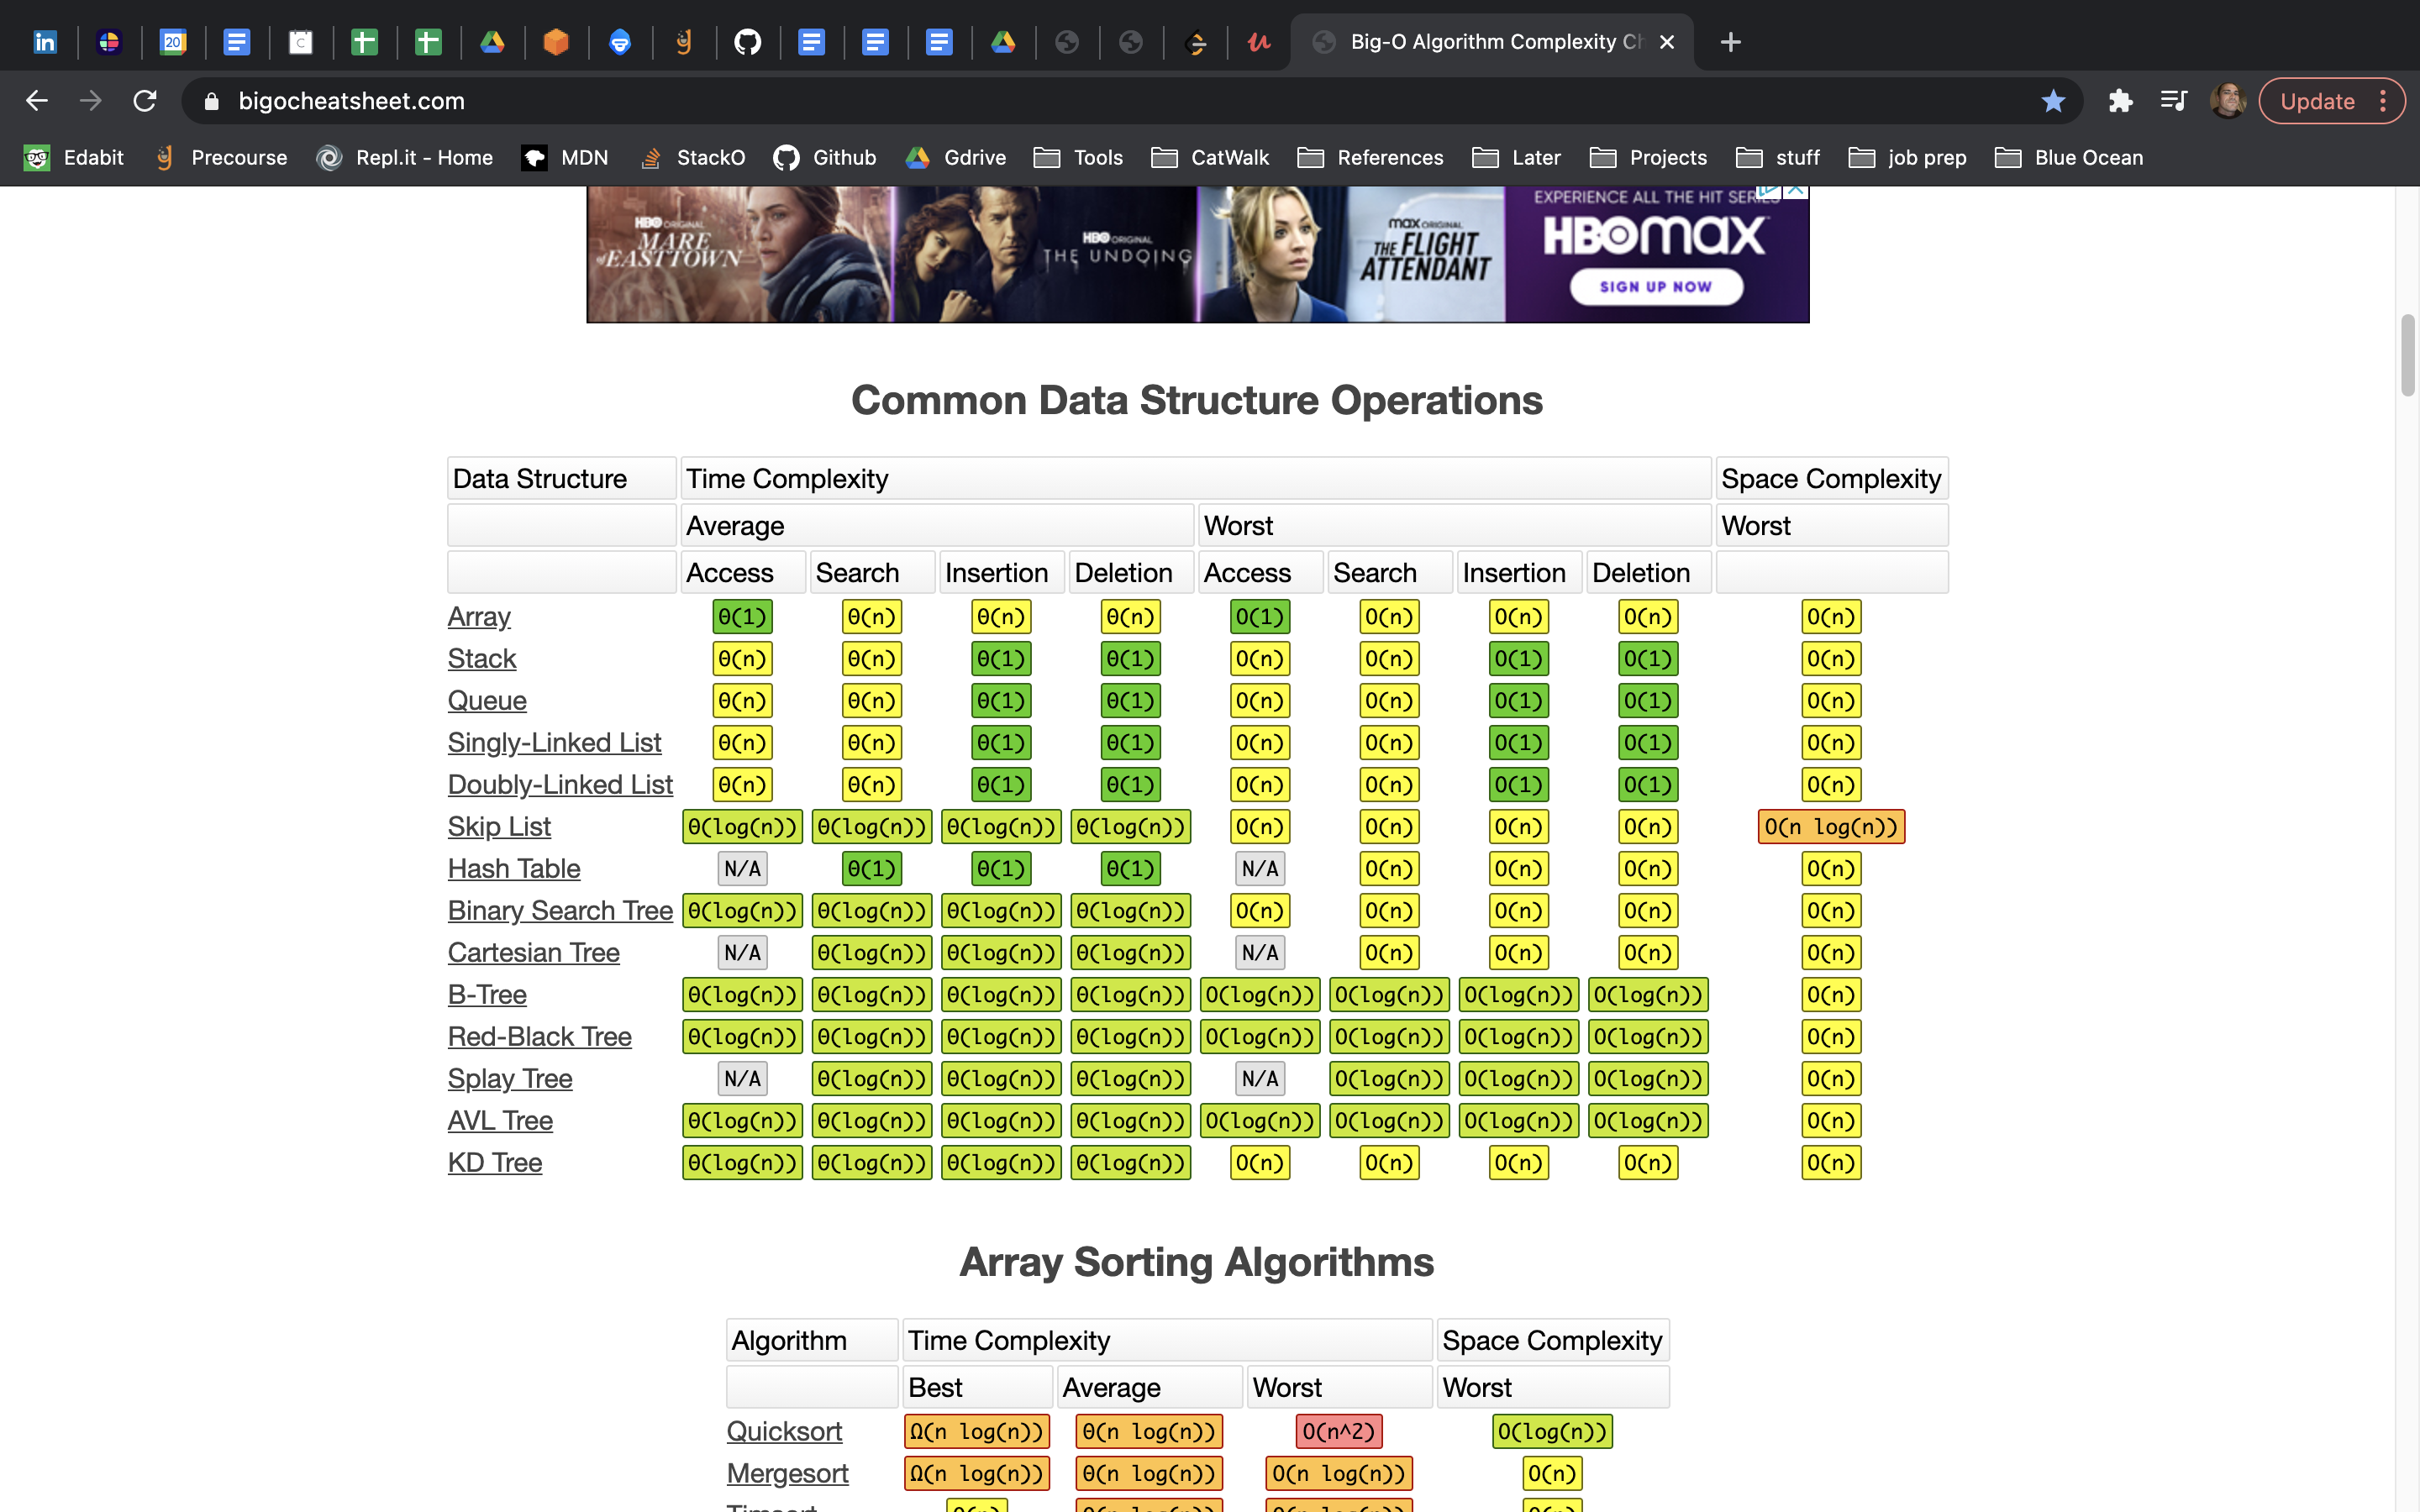 20
C
Big-O Algorithm Complexity Ch
bigocheatsheet.com
Update
Edabit Precourse Repl.it - Home MDN StackO Github Gdrive Tools CatWalk References Later Projects stuff job prep Blue Ocean
HBO ORIGINAL
MARE
of EASTTOWN
HBO ORIGINAL
THE UNDOING
max ORIGINAL
THE FLIGHT
ATTENDANT
EXPERIENCE ALL THE HIT SERIES
HBOmax
SIGN UP NOW
Common Data Structure Operations
Data Structure Time Complexity Space Complexity
Average Worst Worst
Access Search Insertion Deletion Access Search Insertion Deletion
Array Θ(1) Θ(n) Θ(n) Θ(n) O(1) O(n) O(n) O(n) O(n)
Stack Θ(n) Θ(n) Θ(1) Θ(1) O(n) O(n) O(1) O(1) O(n)
Queue Θ(n) Θ(n) Θ(1) Θ(1) O(n) O(n) O(1) O(1) O(n)
Singly-Linked List Θ(n) Θ(n) Θ(1) Θ(1) O(n) O(n) O(1) O(1) O(n)
Doubly-Linked List Θ(n) Θ(n) Θ(1) Θ(1) O(n) O(n) O(1) O(1) O(n)
Skip List Θ(log(n)) Θ(log(n)) Θ(log(n)) Θ(log(n)) O(n) O(n) O(n) O(n) O(n log(n))
Hash Table N/A Θ(1) Θ(1) Θ(1) N/A O(n) O(n) O(n) O(n)
Binary Search Tree Θ(log(n)) Θ(log(n)) Θ(log(n)) Θ(log(n)) O(n) O(n) O(n) O(n) O(n)
Cartesian Tree N/A Θ(log(n)) Θ(log(n)) Θ(log(n)) N/A O(n) O(n) O(n) O(n)
B-Tree Θ(log(n)) Θ(log(n)) Θ(log(n)) Θ(log(n)) O(log(n)) O(log(n)) O(log(n)) O(log(n)) O(n)
Red-Black Tree Θ(log(n)) Θ(log(n)) Θ(log(n)) Θ(log(n)) O(log(n)) O(log(n)) O(log(n)) O(log(n)) O(n)
Splay Tree N/A Θ(log(n)) Θ(log(n)) Θ(log(n)) N/A O(log(n)) O(log(n)) O(log(n)) O(n)
AVL Tree Θ(log(n)) Θ(log(n)) Θ(log(n)) Θ(log(n)) O(log(n)) O(log(n)) O(log(n)) O(log(n)) O(n)
KD Tree Θ(log(n)) Θ(log(n)) Θ(log(n)) Θ(log(n)) O(n) O(n) O(n) O(n) O(n)
Array Sorting Algorithms
Algorithm Time Complexity Space Complexity
Best Average Worst Worst
Quicksort Ω(n log(n)) Θ(n log(n)) O(n^2) O(log(n))
Mergesort Ω(n log(n)) Θ(n log(n)) O(n log(n)) O(n)